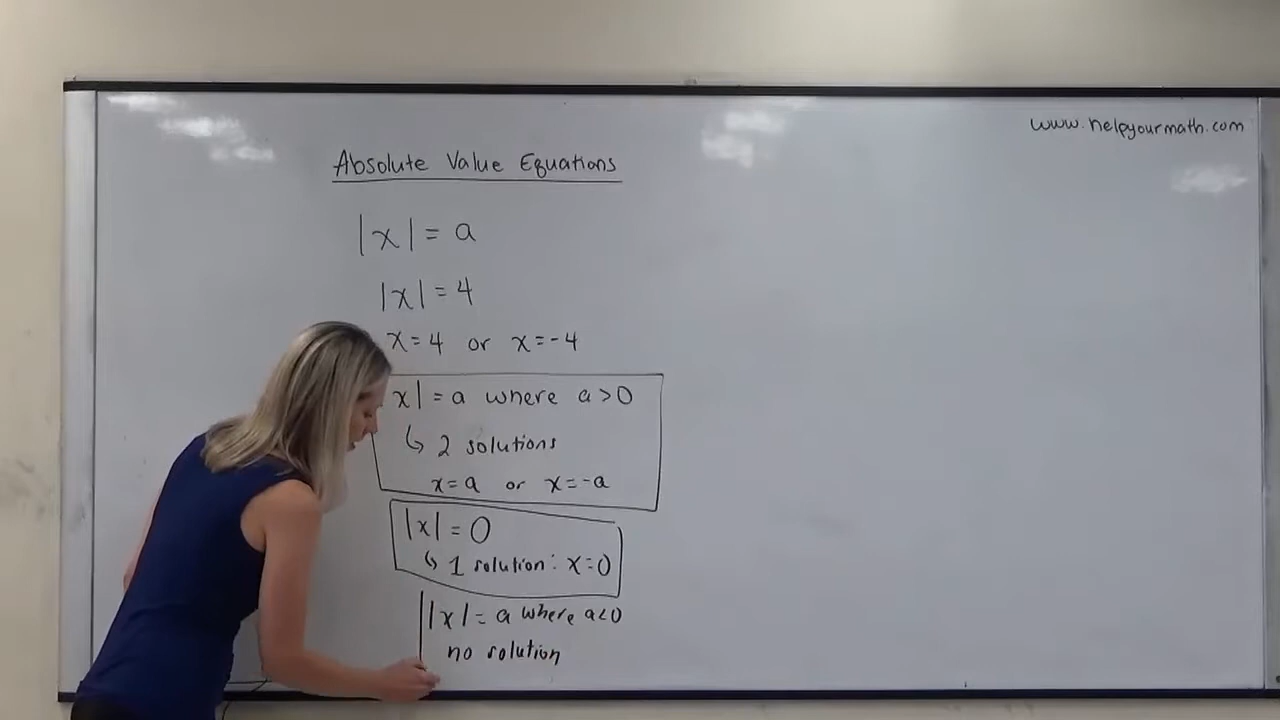 www.helpyourmath.com
Absolute Value Equations
|x| = a
|x| = 4
x=4 or x=-4
x| = a where a>0
↳ 2 solutions
x=a or x=-a
|x| = 0
↳ 1 solution: x=0
|x| = a where a<0
no solution